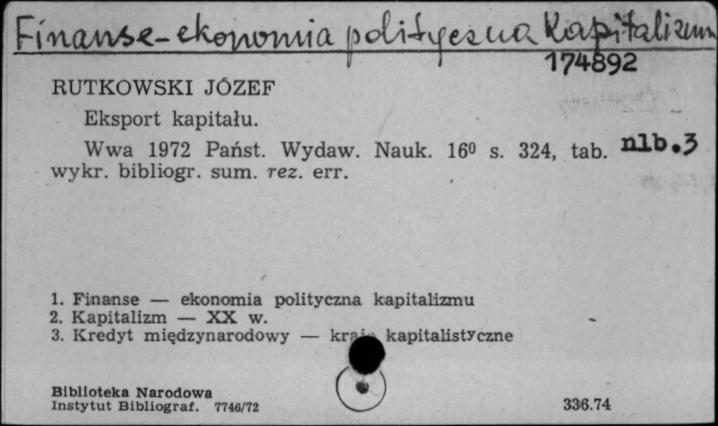 Finanse - ekonomia polityczna kapitalizmu
174892
RUTKOWSKI JÓZEF
Eksport kapitału.
Wwa 1972 Państ. Wydaw. Nauk. 16⁰ s. 324, tab. nlb.3
wykr. bibliogr. sum. rez. err.
1. Finanse — ekonomia polityczna kapitalizmu
2. Kapitalizm — XX w.
3. Kredyt międzynarodowy — kraje kapitalistyczne
Biblioteka Narodowa
Instytut Bibliograf. 7746/72
336.74